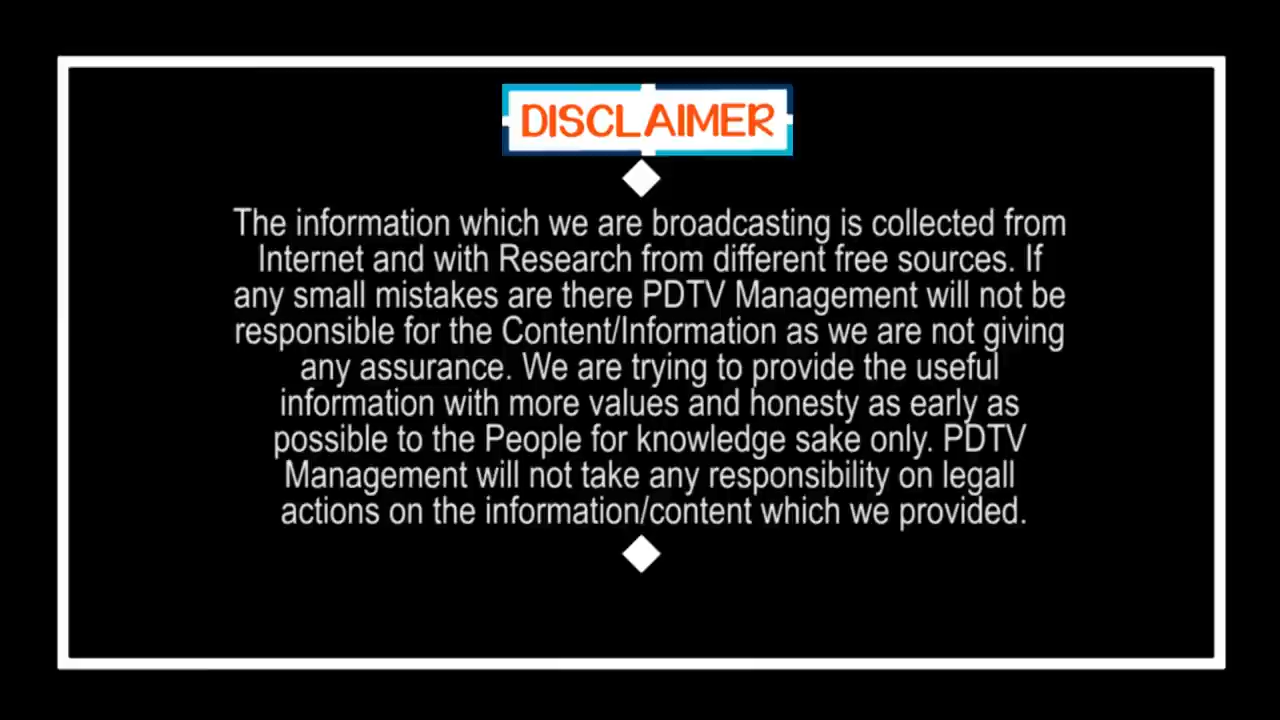 DISCLAIMER
The information which we are broadcasting is collected from
Internet and with Research from different free sources. If
any small mistakes are there PDTV Management will not be
responsible for the Content/Information as we are not giving
any assurance. We are trying to provide the useful
information with more values and honesty as early as
possible to the People for knowledge sake only. PDTV
Management will not take any responsibility on legall
actions on the information/content which we provided.